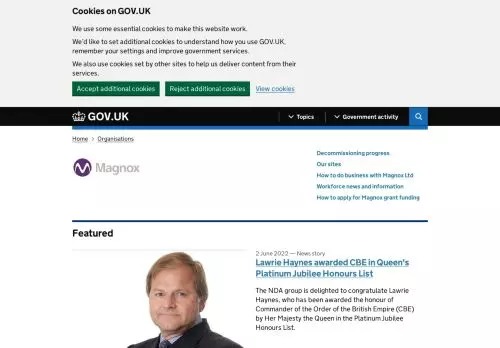 Cookies on GOV.UK
We use some essential cookies to make this website work.
We'd like to set additional cookies to understand how you use GOV.UK,
remember your settings and improve government services.
We also use cookies set by other sites to help us deliver content from their
services.
Accept additional cookies
Reject additional cookies
View cookies
GOV.UK
Topics
Government activity
Home
Organisations
Magnox
Decommissioning progress
Our sites
How to do business with Magnox Ltd
Workforce news and information
How to apply for Magnox grant funding
Featured
2 June 2022 — News story
Lawrie Haynes awarded CBE in Queen's
Platinum Jubilee Honours List
The NDA group is delighted to congratulate Lawrie
Haynes, who has been awarded the honour of
Commander of the Order of the British Empire (CBE)
by Her Majesty the Queen in the Platinum Jubilee
Honours List.